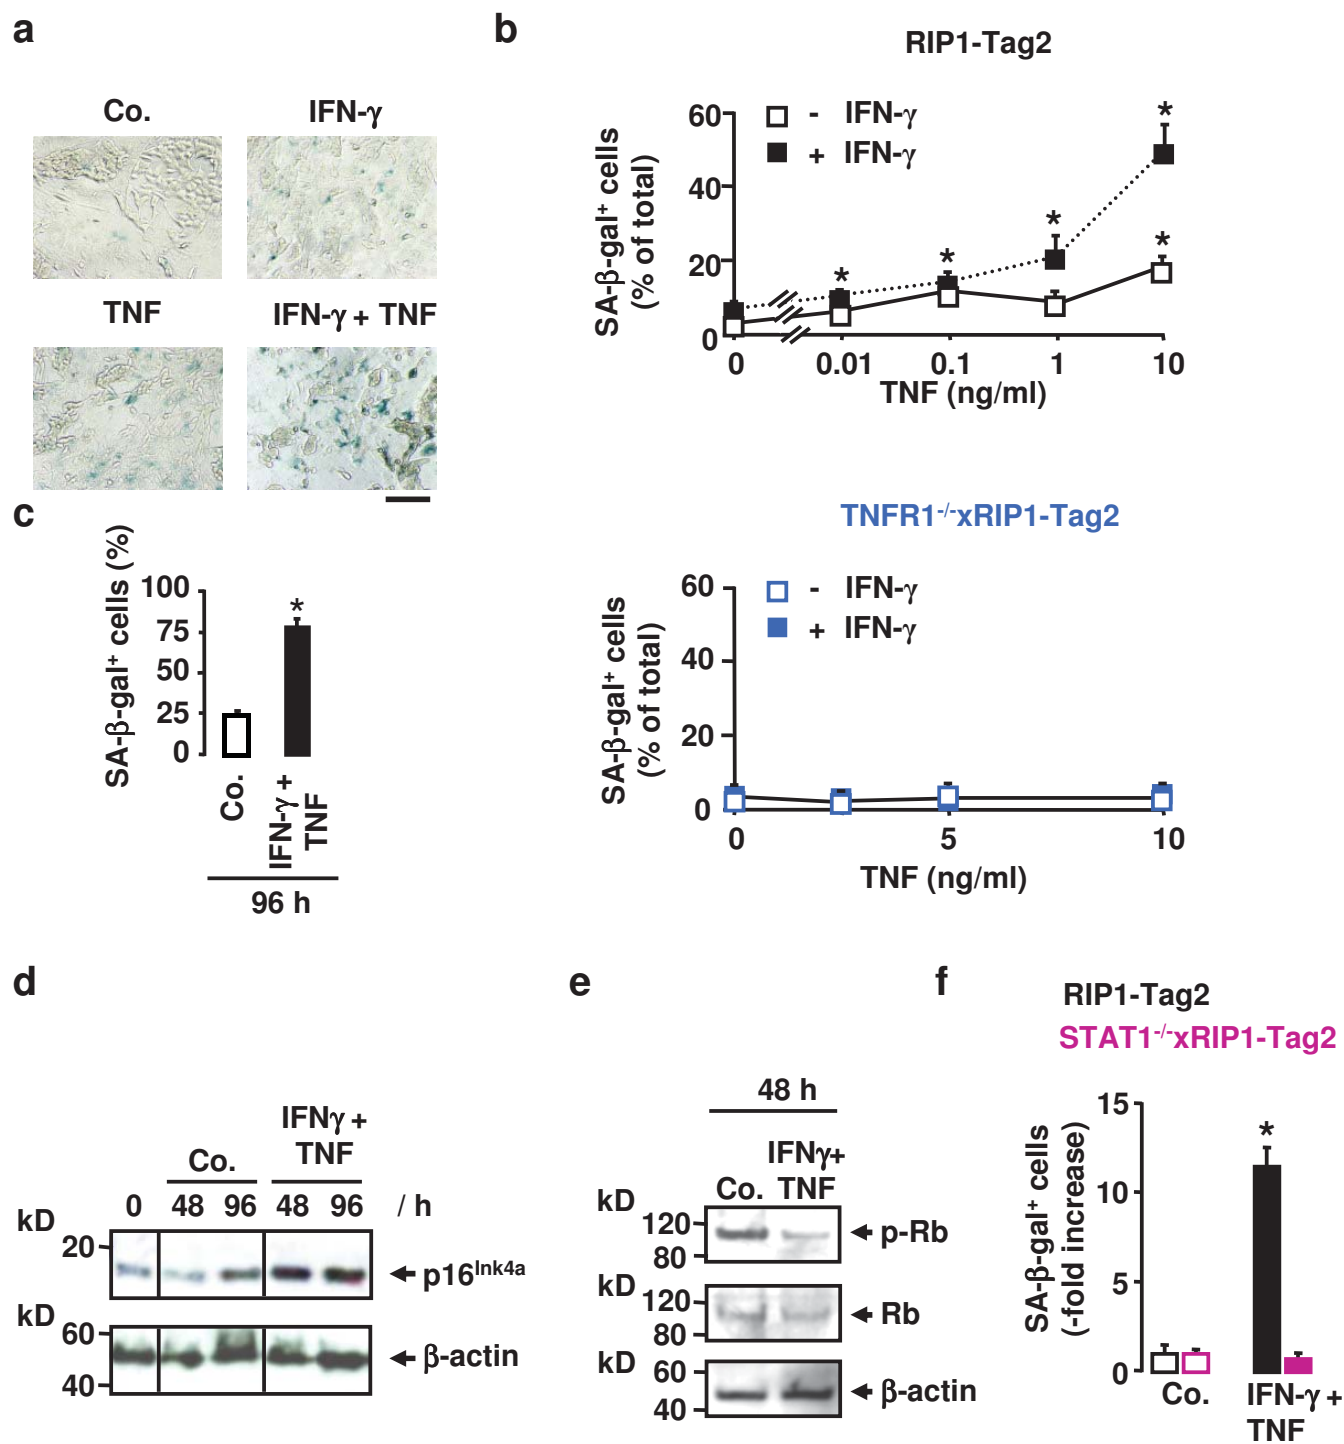 a
Co.
IFN-γ
TNF
IFN-γ + TNF
b
RIP1-Tag2
- IFN-γ
+ IFN-γ
SA-β-gal⁺ cells
(% of total)
60
40
20
0
0 0.01 0.1 1 10
TNF (ng/ml)
* * * * *
TNFR1⁻/⁻xRIP1-Tag2
- IFN-γ
+ IFN-γ
SA-β-gal⁺ cells
(% of total)
60
40
20
0
0 5 10
TNF (ng/ml)
c
SA-β-gal⁺ cells (%)
100
75
50
25
0
*
Co.
IFN-γ +
TNF
96 h
d
IFNγ +
TNF
Co.
0 48 96 48 96 / h
kD
20
p16ᴵⁿᵏ⁴ᵃ
kD
60
40
β-actin
e
48 h
IFNγ+
TNF
Co.
kD
120
80
p-Rb
kD
120
80
Rb
kD
60
40
β-actin
f
RIP1-Tag2
STAT1⁻/⁻xRIP1-Tag2
SA-β-gal⁺ cells
(-fold increase)
15
10
5
0
*
Co.
IFN-γ +
TNF